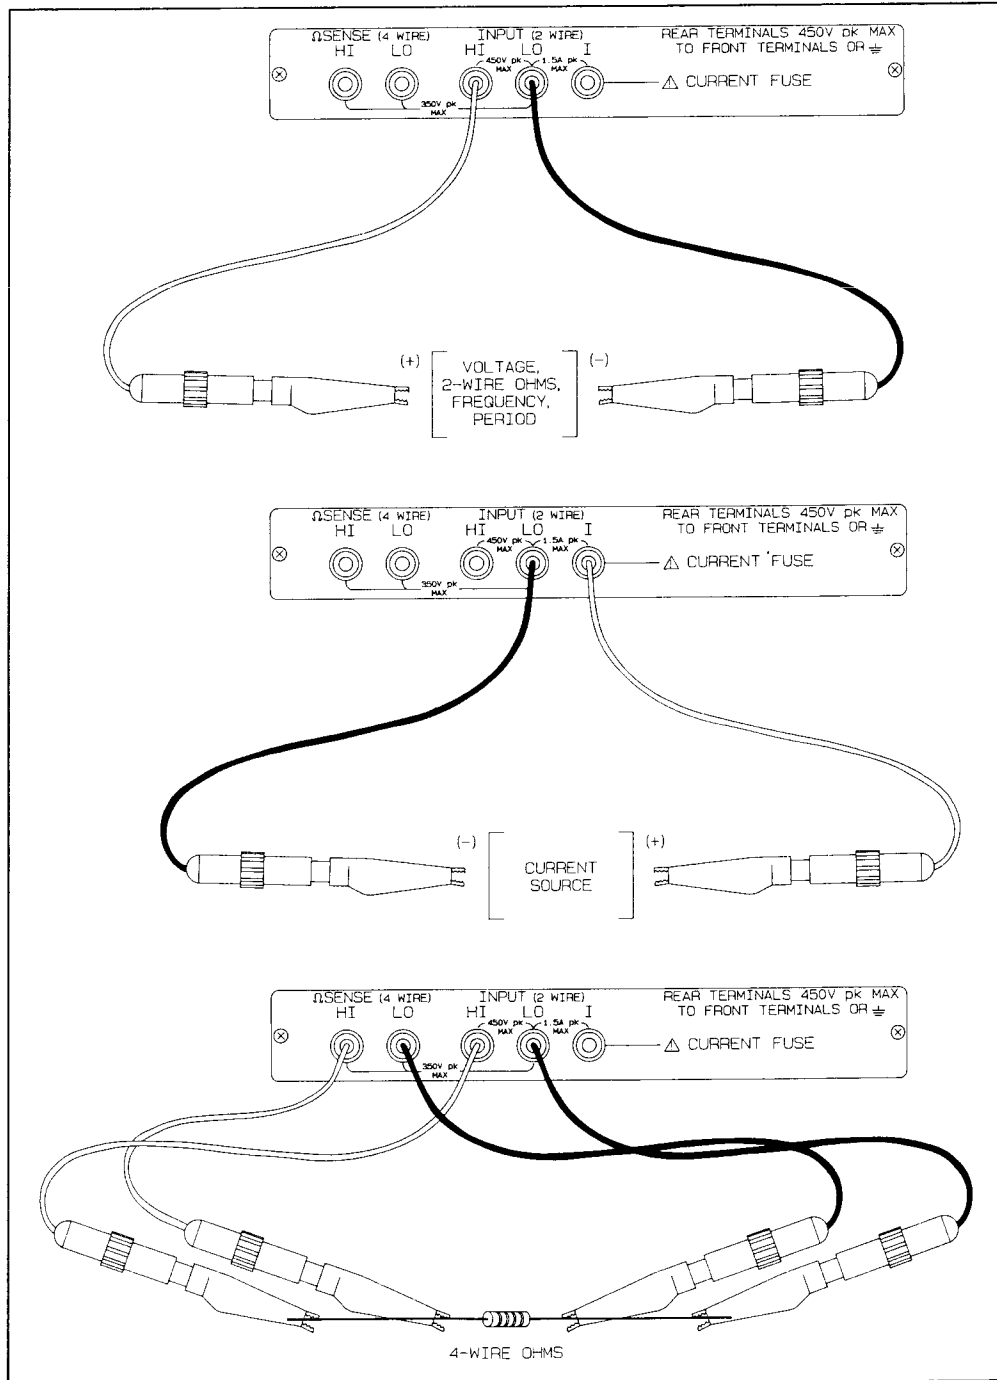 ΩSENSE (4 WIRE) INPUT (2 WIRE) REAR TERMINALS 450V pk MAX
HI LO HI LO I TO FRONT TERMINALS OR ⏚
450V pk MAX 1.5A pk MAX
⚠ CURRENT FUSE
350V pk MAX
(+) (-)
VOLTAGE,
2-WIRE OHMS,
FREQUENCY,
PERIOD
ΩSENSE (4 WIRE) INPUT (2 WIRE) REAR TERMINALS 450V pk MAX
HI LO HI LO I TO FRONT TERMINALS OR ⏚
450V pk MAX 1.5A pk MAX
⚠ CURRENT FUSE
350V pk MAX
(-) (+)
CURRENT
SOURCE
ΩSENSE (4 WIRE) INPUT (2 WIRE) REAR TERMINALS 450V pk MAX
HI LO HI LO I TO FRONT TERMINALS OR ⏚
450V pk MAX 1.5A pk MAX
⚠ CURRENT FUSE
350V pk MAX
4-WIRE OHMS